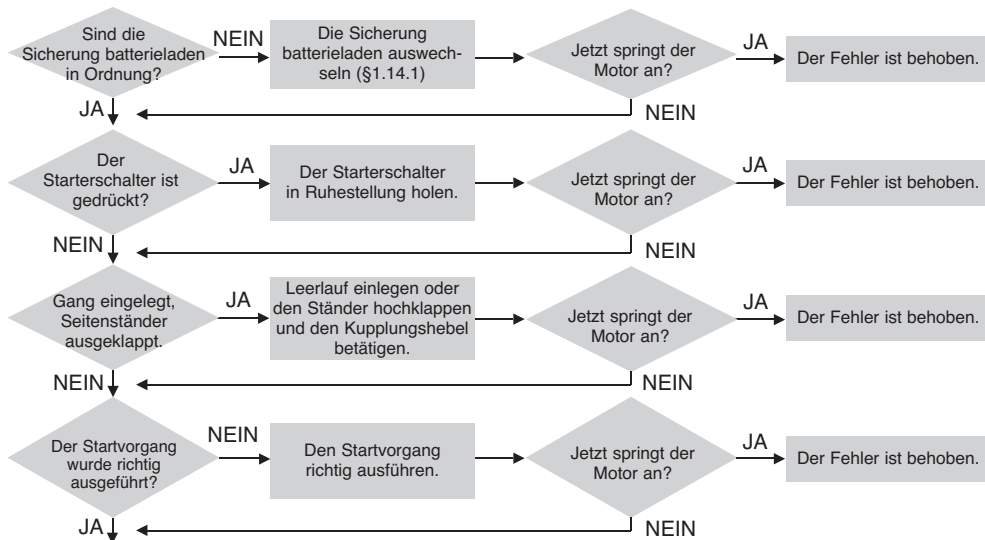 Sind die
Sicherung batterieladen
in Ordnung?
NEIN
Die Sicherung
batterieladen auswech-
seln (§1.14.1)
Jetzt springt der
Motor an?
JA
Der Fehler ist behoben.
JA
NEIN
Der
Starterschalter ist
gedrückt?
JA
Der Starterschalter
in Ruhestellung holen.
Jetzt springt der
Motor an?
JA
Der Fehler ist behoben.
NEIN
NEIN
Gang eingelegt,
Seitenständer
ausgeklappt.
JA
Leerlauf einlegen oder
den Ständer hochklappen
und den Kupplungshebel
betätigen.
Jetzt springt der
Motor an?
JA
Der Fehler ist behoben.
NEIN
NEIN
Der Startvorgang
wurde richtig
ausgeführt?
NEIN
Den Startvorgang
richtig ausführen.
Jetzt springt der
Motor an?
JA
Der Fehler ist behoben.
JA
NEIN